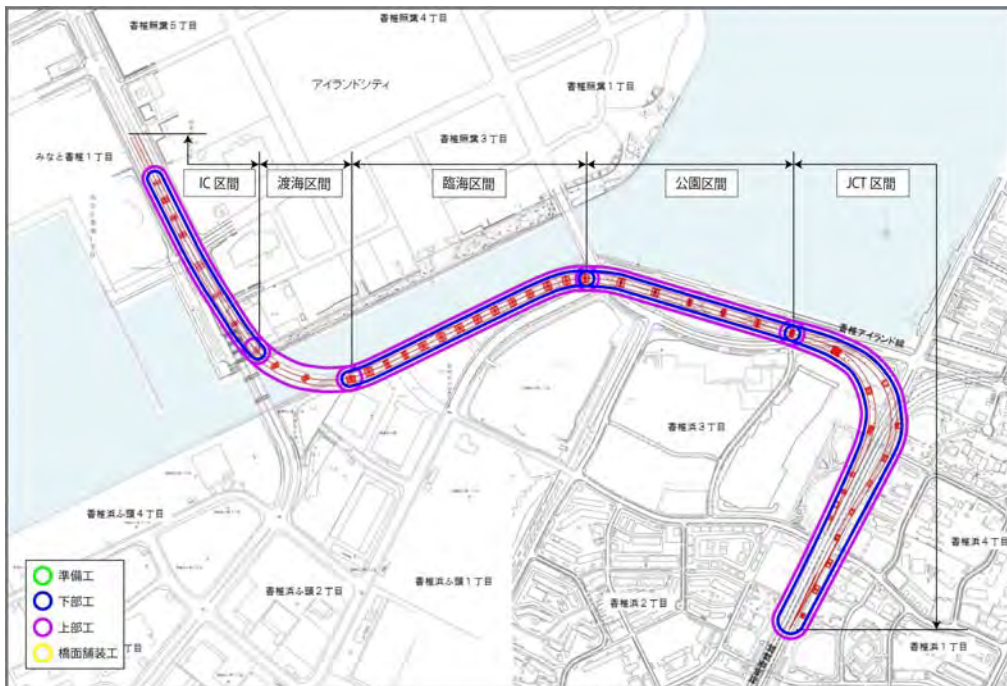 香椎照葉5丁目
香椎照葉4丁目
アイランドシティ
香椎照葉1丁目
香椎照葉3丁目
みなと香椎1丁目
IC 区間
渡海区間
臨海区間
公園区間
JCT 区間
香椎アイランド線
香椎浜3丁目
香椎浜ふ頭4丁目
香椎浜4丁目
香椎浜ふ頭1丁目
香椎浜ふ頭2丁目
香椎浜2丁目
香椎浜1丁目
準備工
下部工
上部工
橋面舗装工
丁目